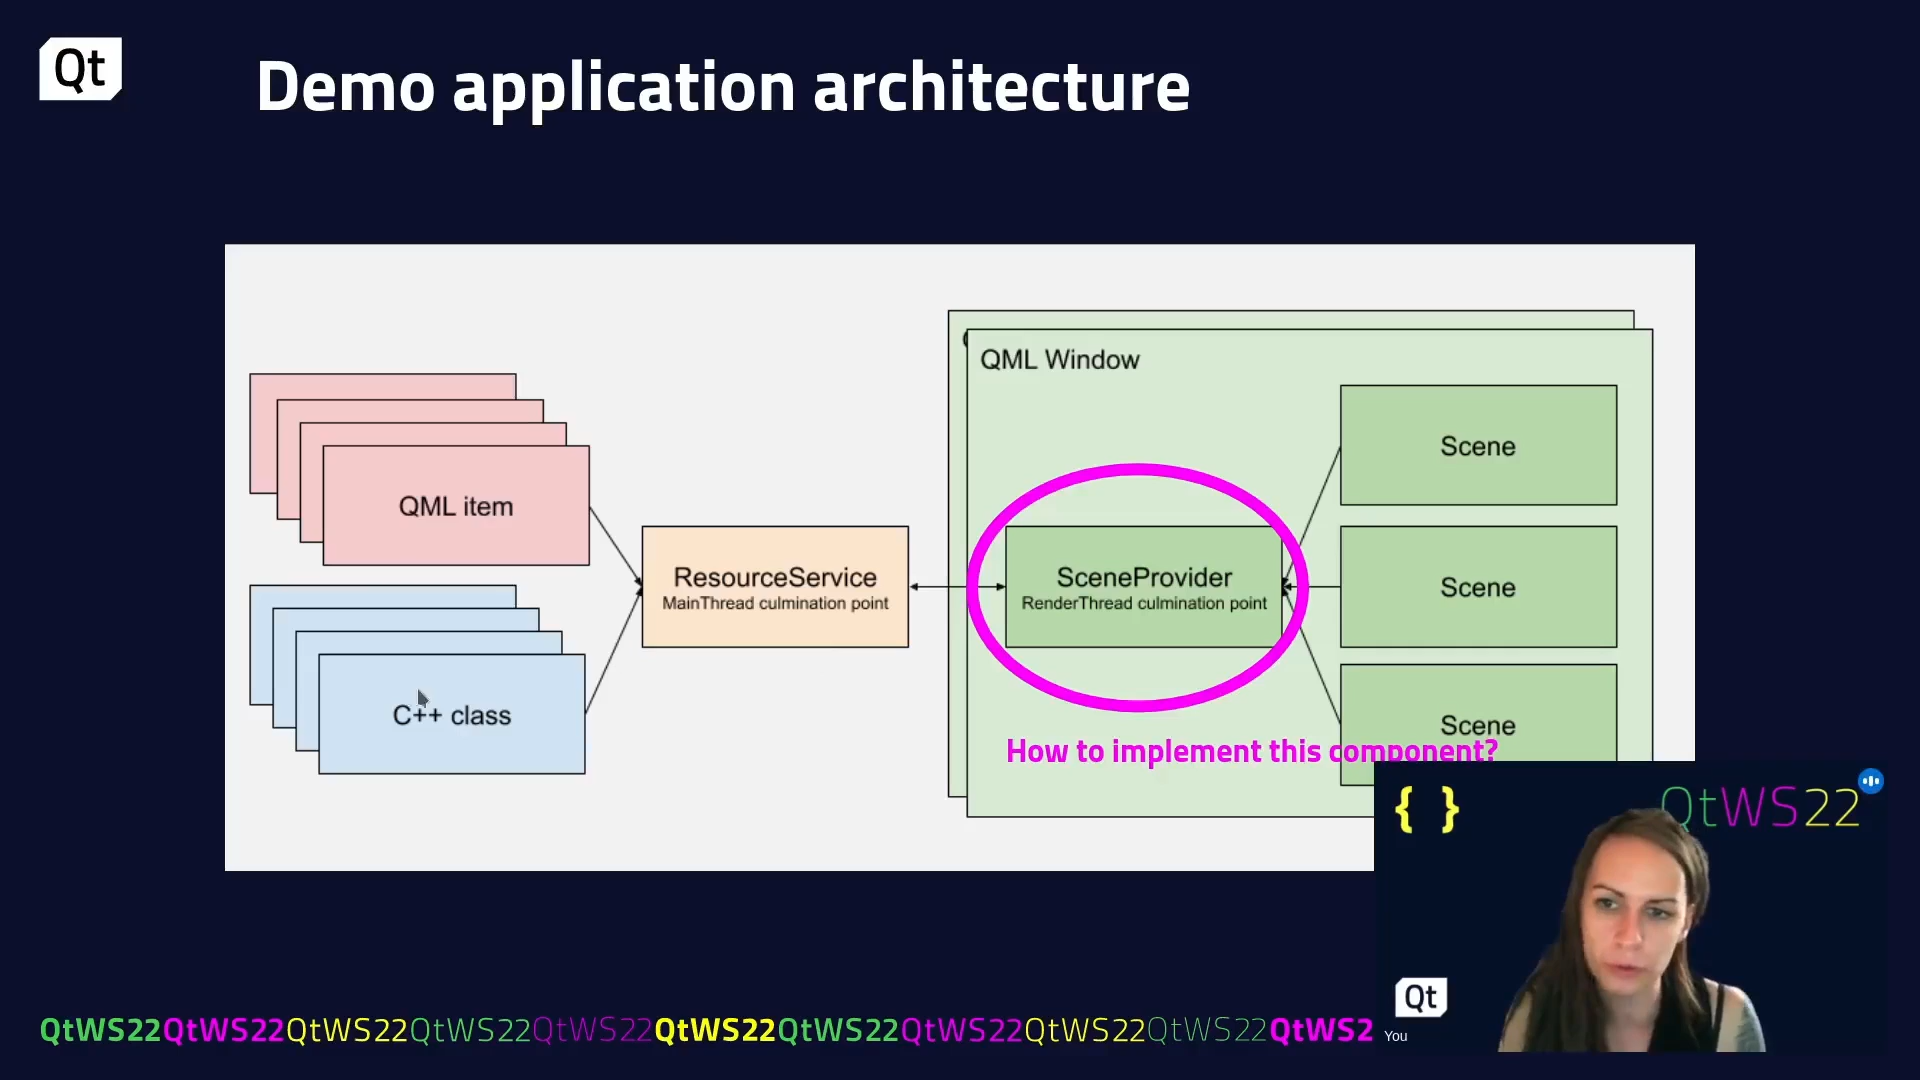 Qt
Demo application architecture
QML Window
QML item
C++ class
ResourceService
MainThread culmination point
SceneProvider
RenderThread culmination point
Scene
Scene
Scene
How to implement this component?
{ }
QtWS22
Qt
You
QtWS22QtWS22QtWS22QtWS22QtWS22QtWS22QtWS22QtWS22QtWS22QtWS22QtWS2